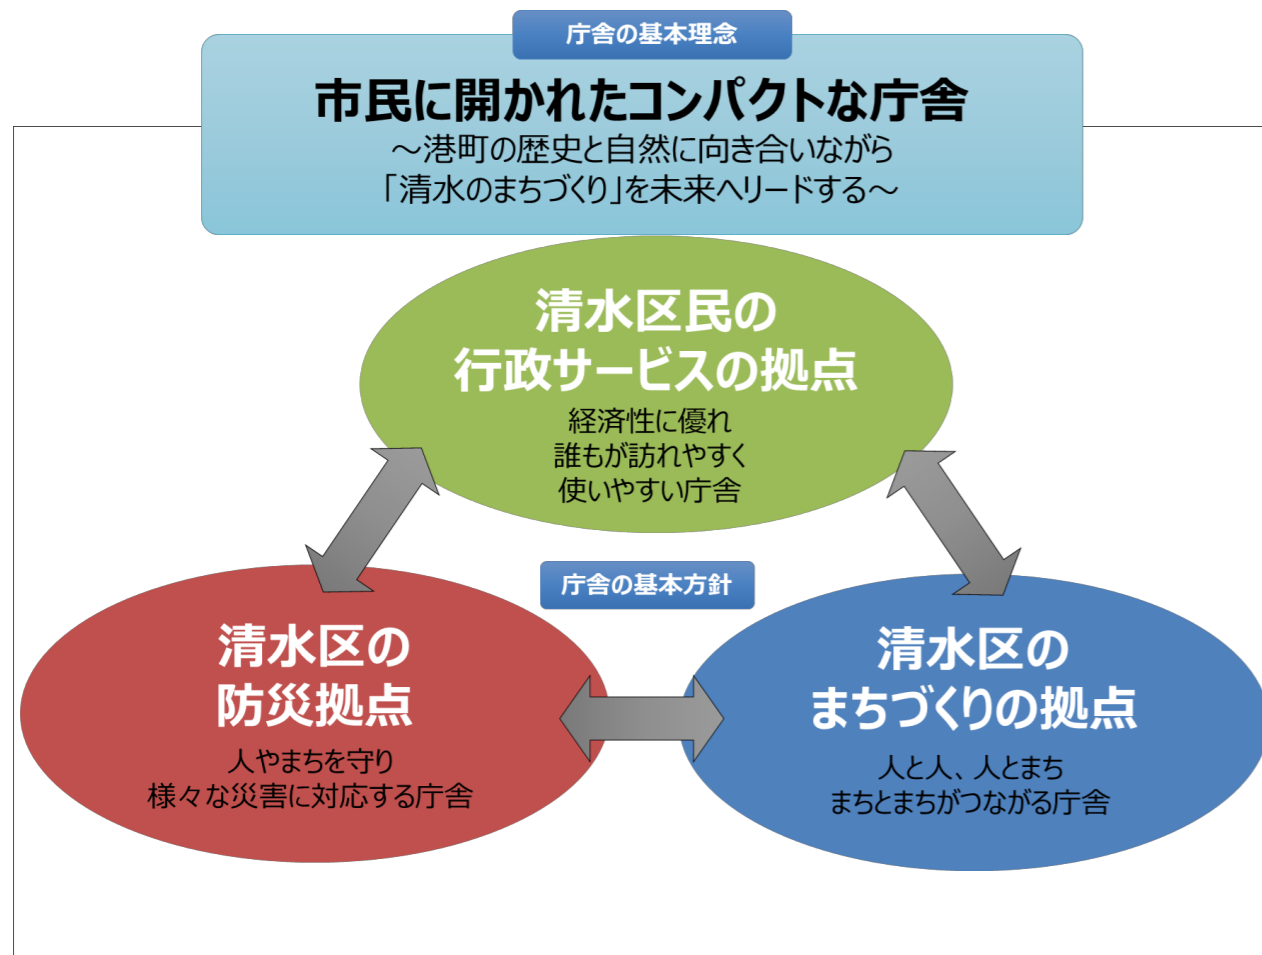 庁舎の基本理念
市民に開かれたコンパクトな庁舎
～港町の歴史と自然に向き合いながら
「清水のまちづくり」を未来へリードする～
清水区民の
行政サービスの拠点
経済性に優れ
誰もが訪れやすく
使いやすい庁舎
庁舎の基本方針
清水区の
防災拠点
人やまちを守り
様々な災害に対応する庁舎
清水区の
まちづくりの拠点
人と人、人とまち
まちとまちがつながる庁舎